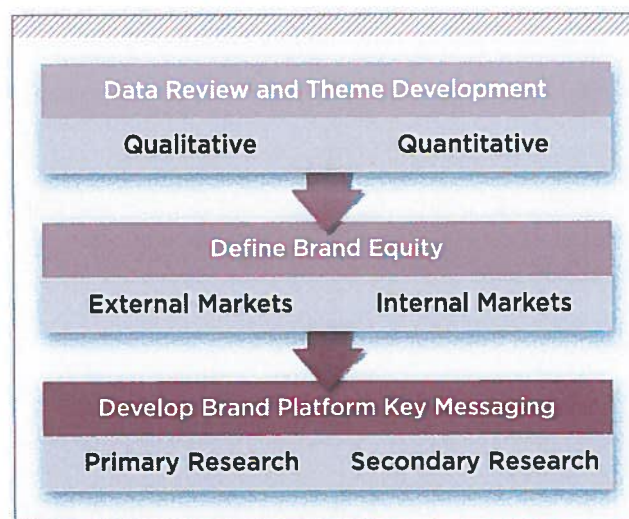 Data Review and Theme Development
Qualitative Quantitative
Define Brand Equity
External Markets Internal Markets
Develop Brand Platform Key Messaging
Primary Research Secondary Research